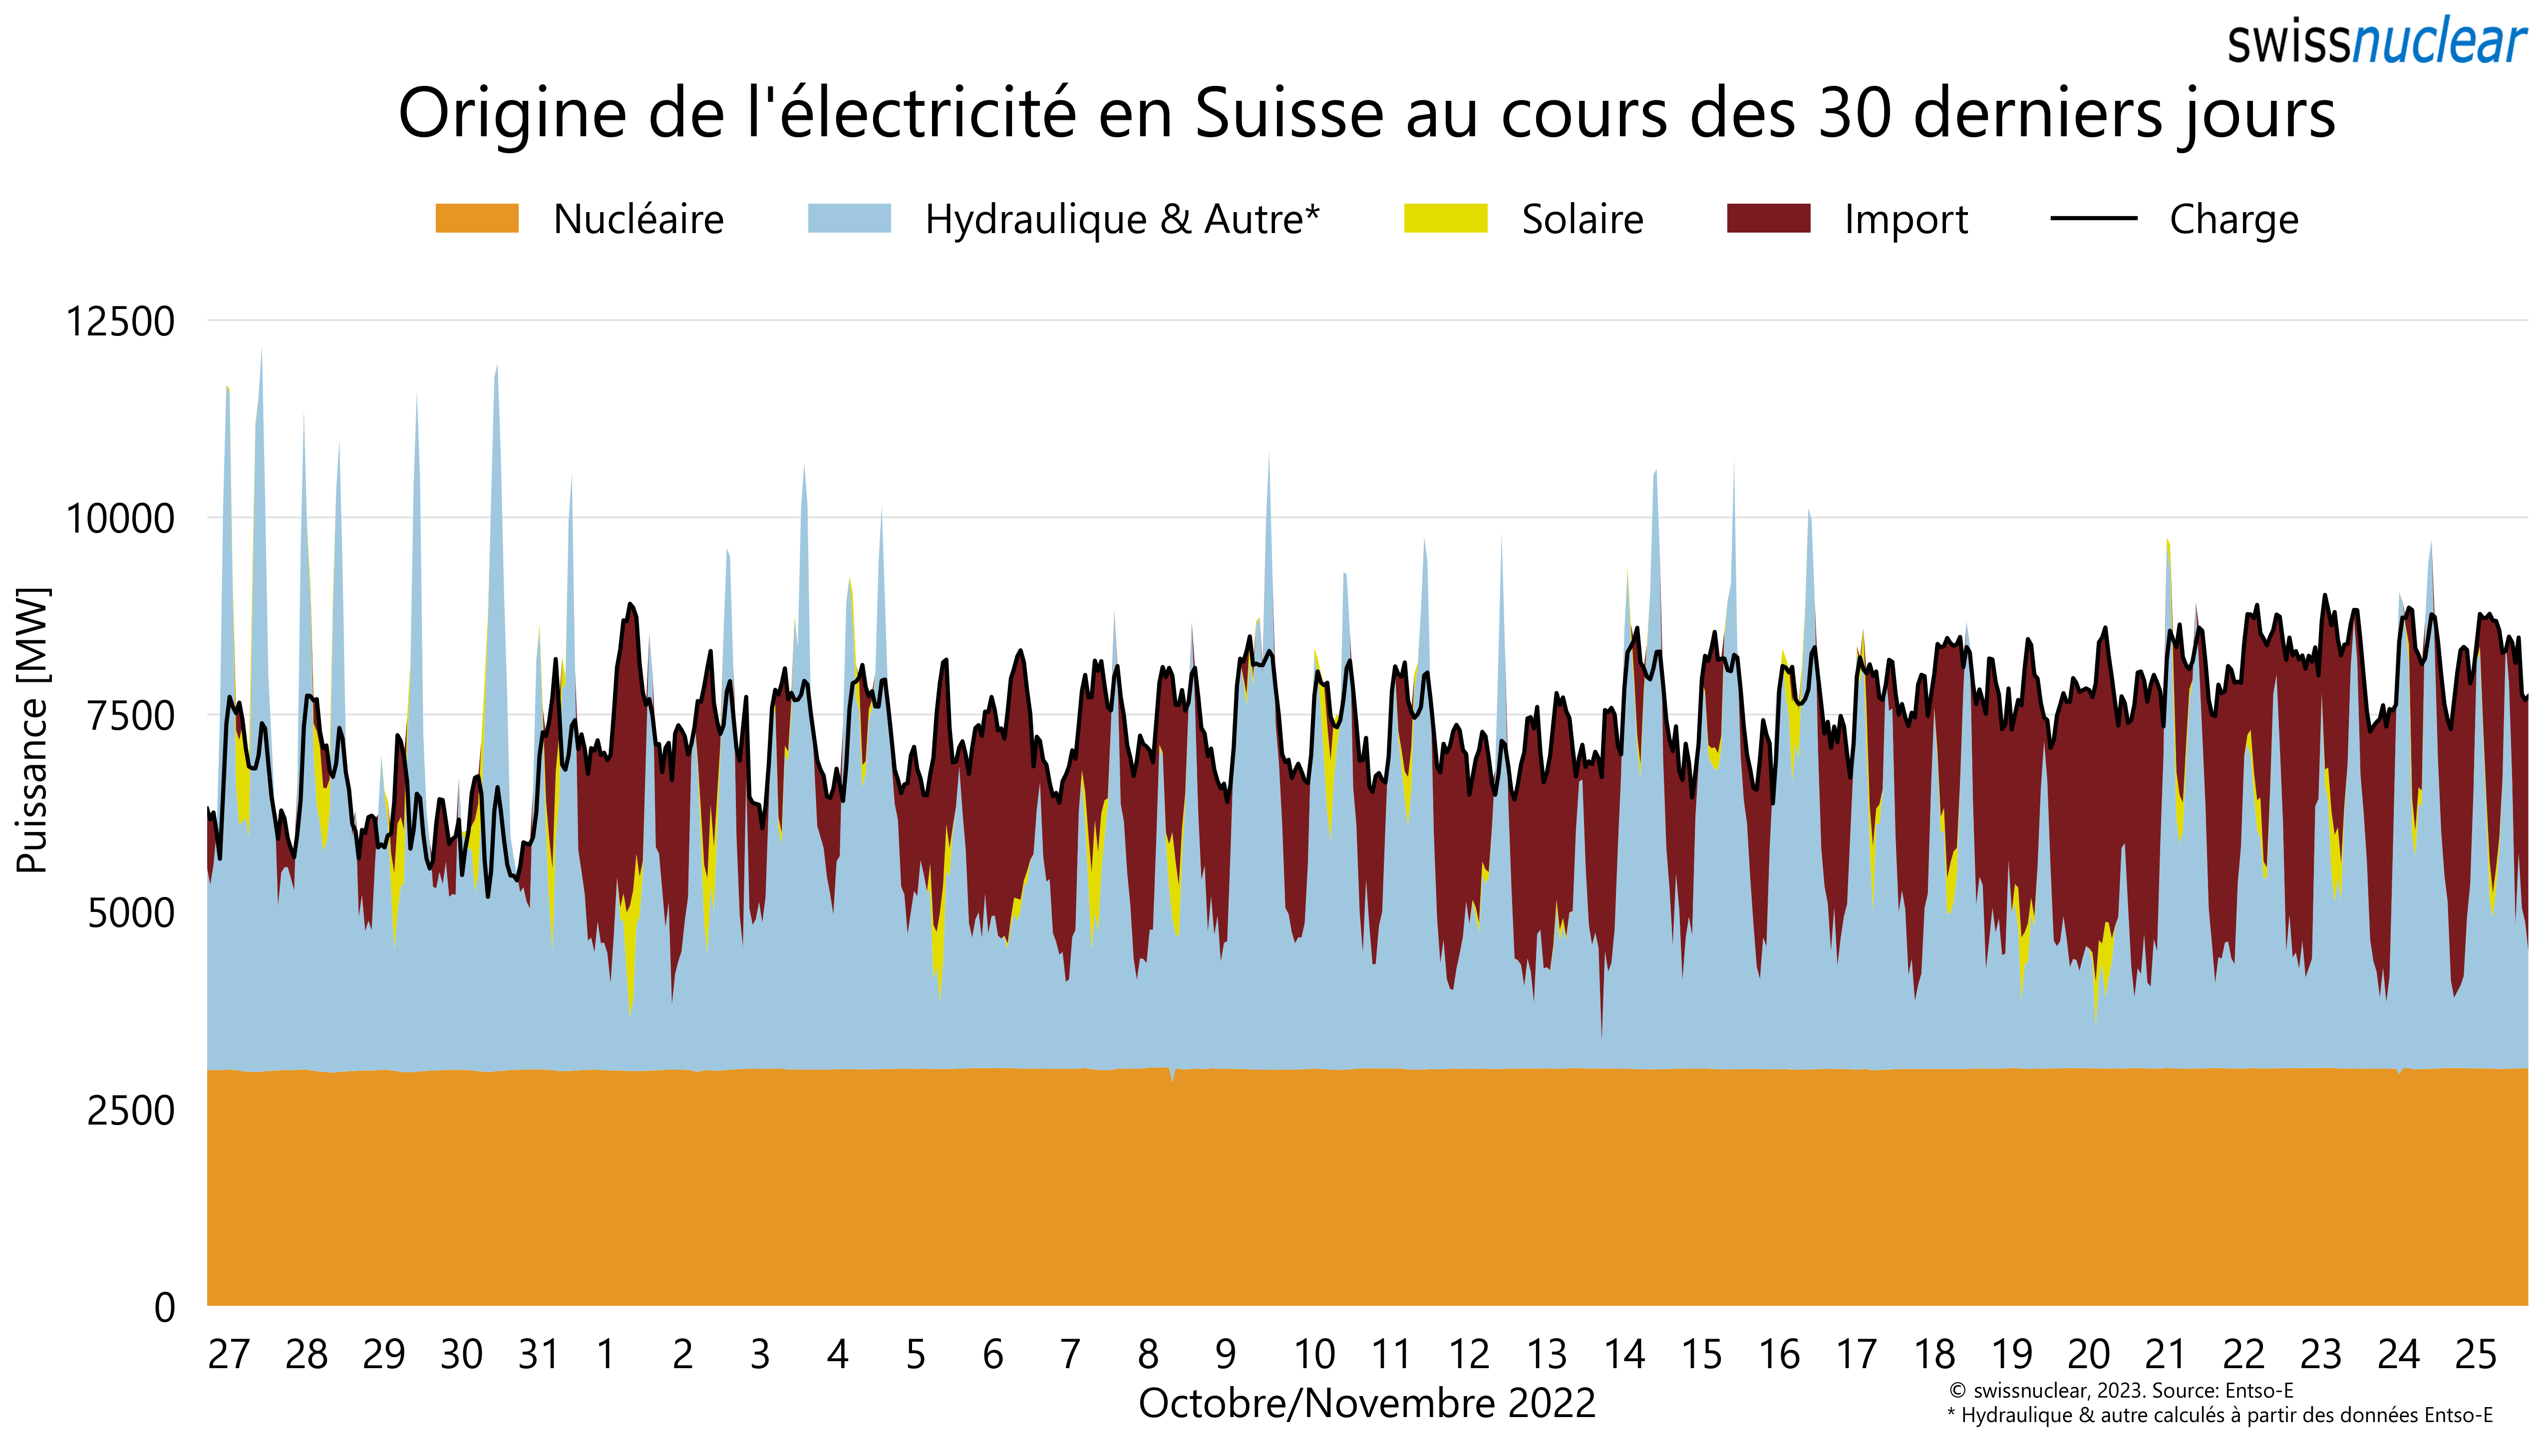 swissnuclear
Origine de l'électricité en Suisse au cours des 30 derniers jours
Nucléaire Hydraulique & Autre* Solaire Import Charge
Puissance [MW]
12500
10000
7500
5000
2500
0
27 28 29 30 31 1 2 3 4 5 6 7 8 9 10 11 12 13 14 15 16 17 18 19 20 21 22 23 24 25
Octobre/Novembre 2022
© swissnuclear, 2023. Source: Entso-E
* Hydraulique & autre calculés à partir des données Entso-E